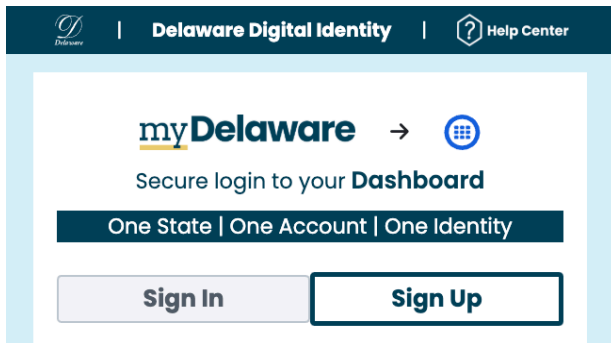 Delaware | Delaware Digital Identity | ? Help Center
myDelaware →
Secure login to your Dashboard
One State | One Account | One Identity
Sign In Sign Up